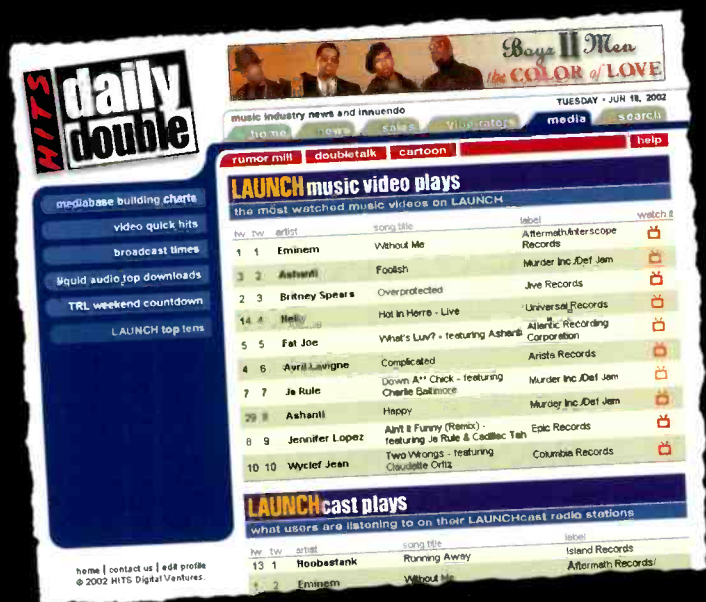 HITS
daily
double
Boyz II Men
the COLOR of LOVE
music industry news and innuendo
TUESDAY • JUN 18, 2002
home news sales vibe-raters media search
rumor mill doubletalk cartoon help
mediabase building charts
video quick hits
broadcast times
liquid audio top downloads
TRL weekend countdown
LAUNCH top tens
LAUNCH music video plays
the most watched music videos on LAUNCH
lw tw artist song title label watch it
1 1 Eminem Without Me Aftermath/Interscope
Records
3 2 Ashanti Foolish Murder Inc./Def Jam
2 3 Britney Spears Overprotected Jive Records
14 4 Nelly Hot in Herre - Live Universal Records
5 5 Fat Joe What's Luv? - featuring Ashanti Atlantic Recording
Corporation
4 6 Avril Lavigne Complicated Arista Records
7 7 Ja Rule Down A** Chick - featuring
Charlie Baltimore Murder Inc./Def Jam
29 8 Ashanti Happy Murder Inc./Def Jam
8 9 Jennifer Lopez Ain't It Funny (Remix) -
featuring Ja Rule & Cadillac Tah Epic Records
10 10 Wyclef Jean Two Wrongs - featuring
Claudette Ortiz Columbia Records
LAUNCHcast plays
what users are listening to on their LAUNCHcast radio stations
lw tw artist song title label
13 1 Hoobastank Running Away Island Records
1 2 Eminem Without Me Aftermath Records/
home | contact us | edit profile
© 2002 HITS Digital Ventures.